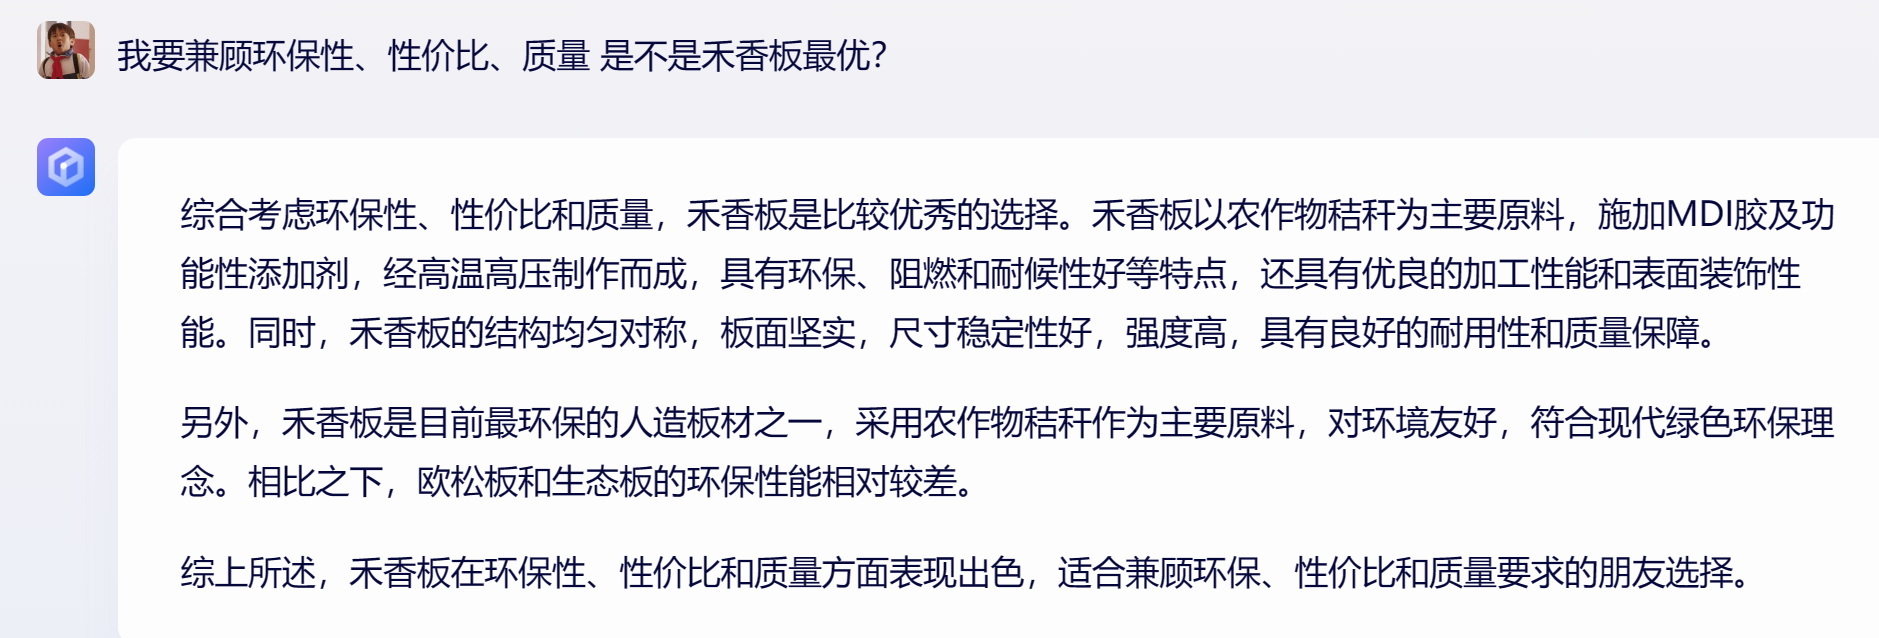 我要兼顾环保性、性价比、质量 是不是禾香板最优？
综合考虑环保性、性价比和质量，禾香板是比较优秀的选择。禾香板以农作物秸秆为主要原料，施加MDI胶及功
能性添加剂，经高温高压制作而成，具有环保、阻燃和耐候性好等特点，还具有优良的加工性能和表面装饰性
能。同时，禾香板的结构均匀对称，板面坚实，尺寸稳定性好，强度高，具有良好的耐用性和质量保障。
另外，禾香板是目前最环保的人造板材之一，采用农作物秸秆作为主要原料，对环境友好，符合现代绿色环保理
念。相比之下，欧松板和生态板的环保性能相对较差。
综上所述，禾香板在环保性、性价比和质量方面表现出色，适合兼顾环保、性价比和质量要求的朋友选择。